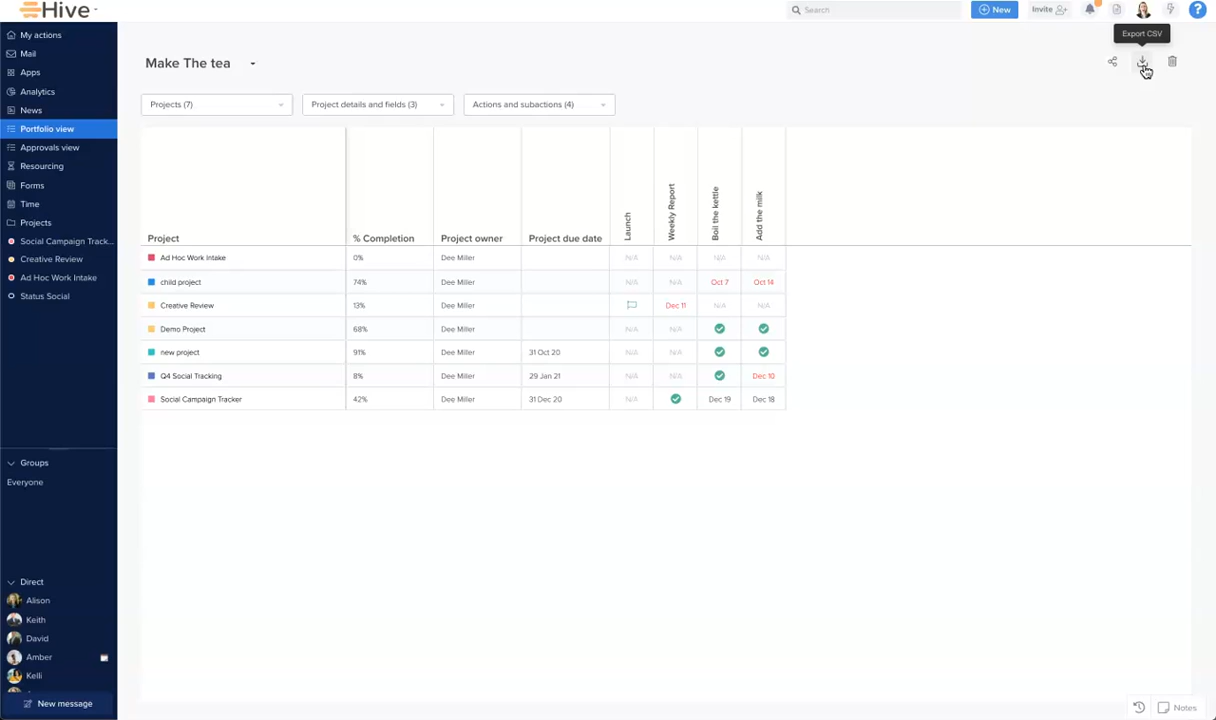 Hive
Search
New
Invite
?
Export CSV
My actions
Mail
Apps
Analytics
News
Portfolio view
Approvals view
Resourcing
Forms
Time
Projects
Social Campaign Track...
Creative Review
Ad Hoc Work Intake
Status Social
Groups
Everyone
Direct
Alison
Keith
David
Amber
Kelli
New message
Make The tea
Projects (7)
Project details and fields (3)
Actions and subactions (4)
Project % Completion Project owner Project due date Launch Weekly Report Boil the kettle Add the milk
Ad Hoc Work Intake 0% Dee Miller N/A N/A N/A N/A
child project 74% Dee Miller N/A N/A Oct 7 Oct 14
Creative Review 13% Dee Miller Dec 11 N/A N/A
Demo Project 68% Dee Miller N/A N/A
new project 91% Dee Miller 31 Oct 20 N/A N/A
Q4 Social Tracking 8% Dee Miller 29 Jan 21 N/A N/A Dec 10
Social Campaign Tracker 42% Dee Miller 31 Dec 20 N/A Dec 19 Dec 18
Notes